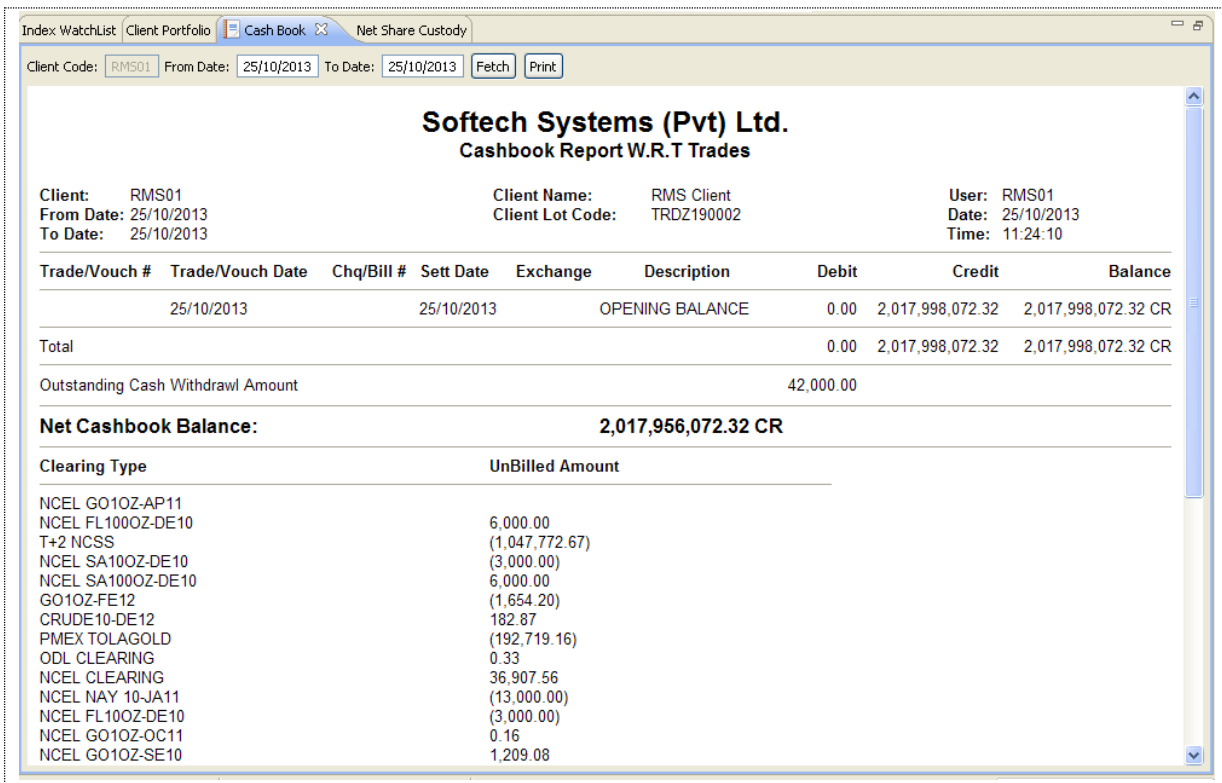 Index WatchList Client Portfolio Cash Book Net Share Custody
Client Code: RMS01 From Date: 25/10/2013 To Date: 25/10/2013 Fetch Print
Softech Systems (Pvt) Ltd.
Cashbook Report W.R.T Trades
Client: RMS01 Client Name: RMS Client User: RMS01
From Date: 25/10/2013 Client Lot Code: TRDZ190002 Date: 25/10/2013
To Date: 25/10/2013 Time: 11:24:10
Trade/Vouch # Trade/Vouch Date Chq/Bill # Sett Date Exchange Description Debit Credit Balance
25/10/2013 25/10/2013 OPENING BALANCE 0.00 2,017,998,072.32 2,017,998,072.32 CR
Total 0.00 2,017,998,072.32 2,017,998,072.32 CR
Outstanding Cash Withdrawl Amount 42,000.00
Net Cashbook Balance: 2,017,956,072.32 CR
Clearing Type UnBilled Amount
NCEL GO1OZ-AP11
NCEL FL100OZ-DE10 6,000.00
T+2 NCSS (1,047,772.67)
NCEL SA10OZ-DE10 (3,000.00)
NCEL SA100OZ-DE10 6,000.00
GO1OZ-FE12 (1,654.20)
CRUDE10-DE12 182.87
PMEX TOLAGOLD (192,719.16)
ODL CLEARING 0.33
NCEL CLEARING 36,907.56
NCEL NAY 10-JA11 (13,000.00)
NCEL FL10OZ-DE10 (3,000.00)
NCEL GO1OZ-OC11 0.16
NCEL GO1OZ-SE10 1,209.08